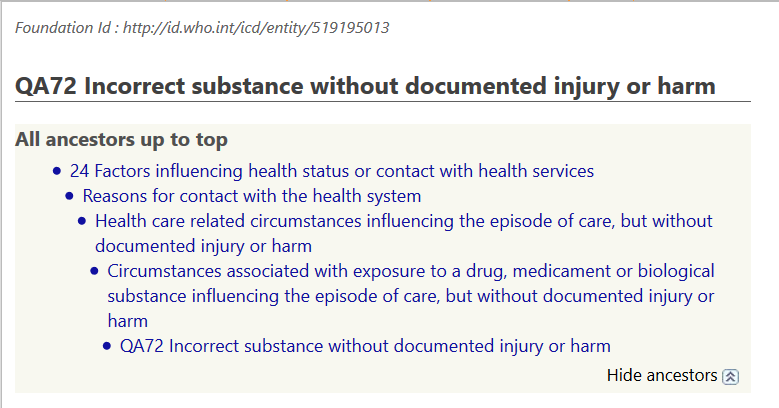 Foundation Id : http://id.who.int/icd/entity/519195013
QA72 Incorrect substance without documented injury or harm
All ancestors up to top
24 Factors influencing health status or contact with health services
Reasons for contact with the health system
Health care related circumstances influencing the episode of care, but without
documented injury or harm
Circumstances associated with exposure to a drug, medicament or biological
substance influencing the episode of care, but without documented injury or
harm
QA72 Incorrect substance without documented injury or harm
Hide ancestors